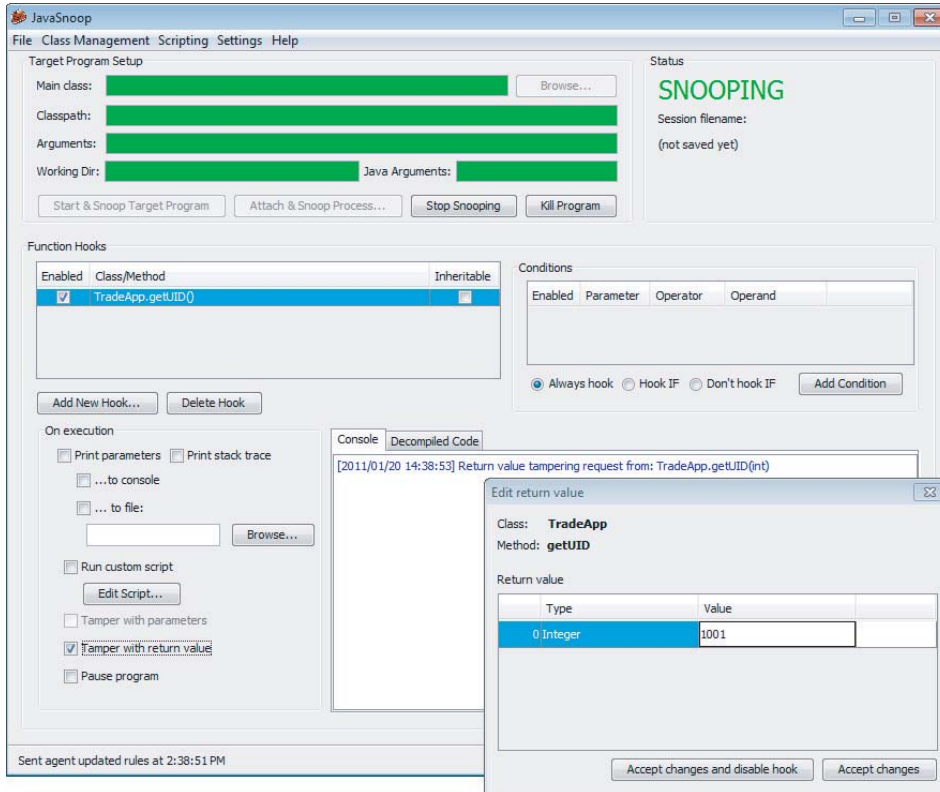 JavaSnoop
File Class Management Scripting Settings Help
Target Program Setup
Main class:
Browse...
Classpath:
Arguments:
Working Dir:
Java Arguments:
Start & Snoop Target Program
Attach & Snoop Process...
Stop Snooping
Kill Program
Status
SNOOPING
Session filename:
(not saved yet)
Function Hooks
Enabled Class/Method Inheritable
TradeApp.getUID()
Add New Hook...
Delete Hook
Conditions
Enabled Parameter Operator Operand
Always hook Hook IF Don't hook IF
Add Condition
On execution
Print parameters Print stack trace
...to console
... to file:
Browse...
Run custom script
Edit Script...
Tamper with parameters
Tamper with return value
Pause program
Console Decompiled Code
[2011/01/20 14:38:53] Return value tampering request from: TradeApp.getUID(int)
Edit return value
Class: TradeApp
Method: getUID
Return value
Type Value
0 Integer 1001
Accept changes and disable hook
Accept changes
Sent agent updated rules at 2:38:51 PM